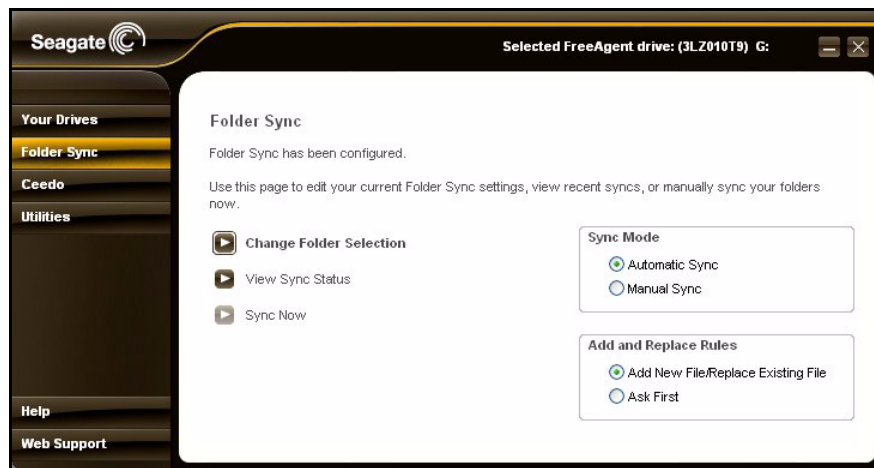 Seagate
Selected FreeAgent drive: (3LZ010T9) G:
Your Drives
Folder Sync
Ceedo
Utilities
Help
Web Support
Folder Sync
Folder Sync has been configured.
Use this page to edit your current Folder Sync settings, view recent syncs, or manually sync your folders
now.
Change Folder Selection
View Sync Status
Sync Now
Sync Mode
Automatic Sync
Manual Sync
Add and Replace Rules
Add New File/Replace Existing File
Ask First